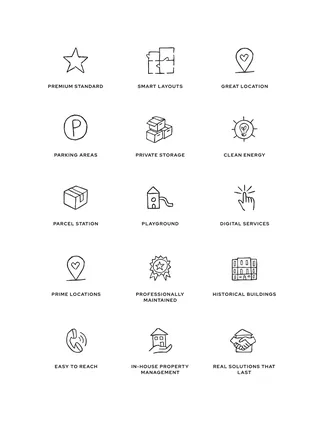 PREMIUM STANDARD
SMART LAYOUTS
GREAT LOCATION
P
PARKING AREAS
PRIVATE STORAGE
CLEAN ENERGY
PARCEL STATION
PLAYGROUND
DIGITAL SERVICES
PRIME LOCATIONS
PROFESSIONALLY
MAINTAINED
HISTORICAL BUILDINGS
EASY TO REACH
IN-HOUSE PROPERTY
MANAGEMENT
REAL SOLUTIONS THAT
LAST